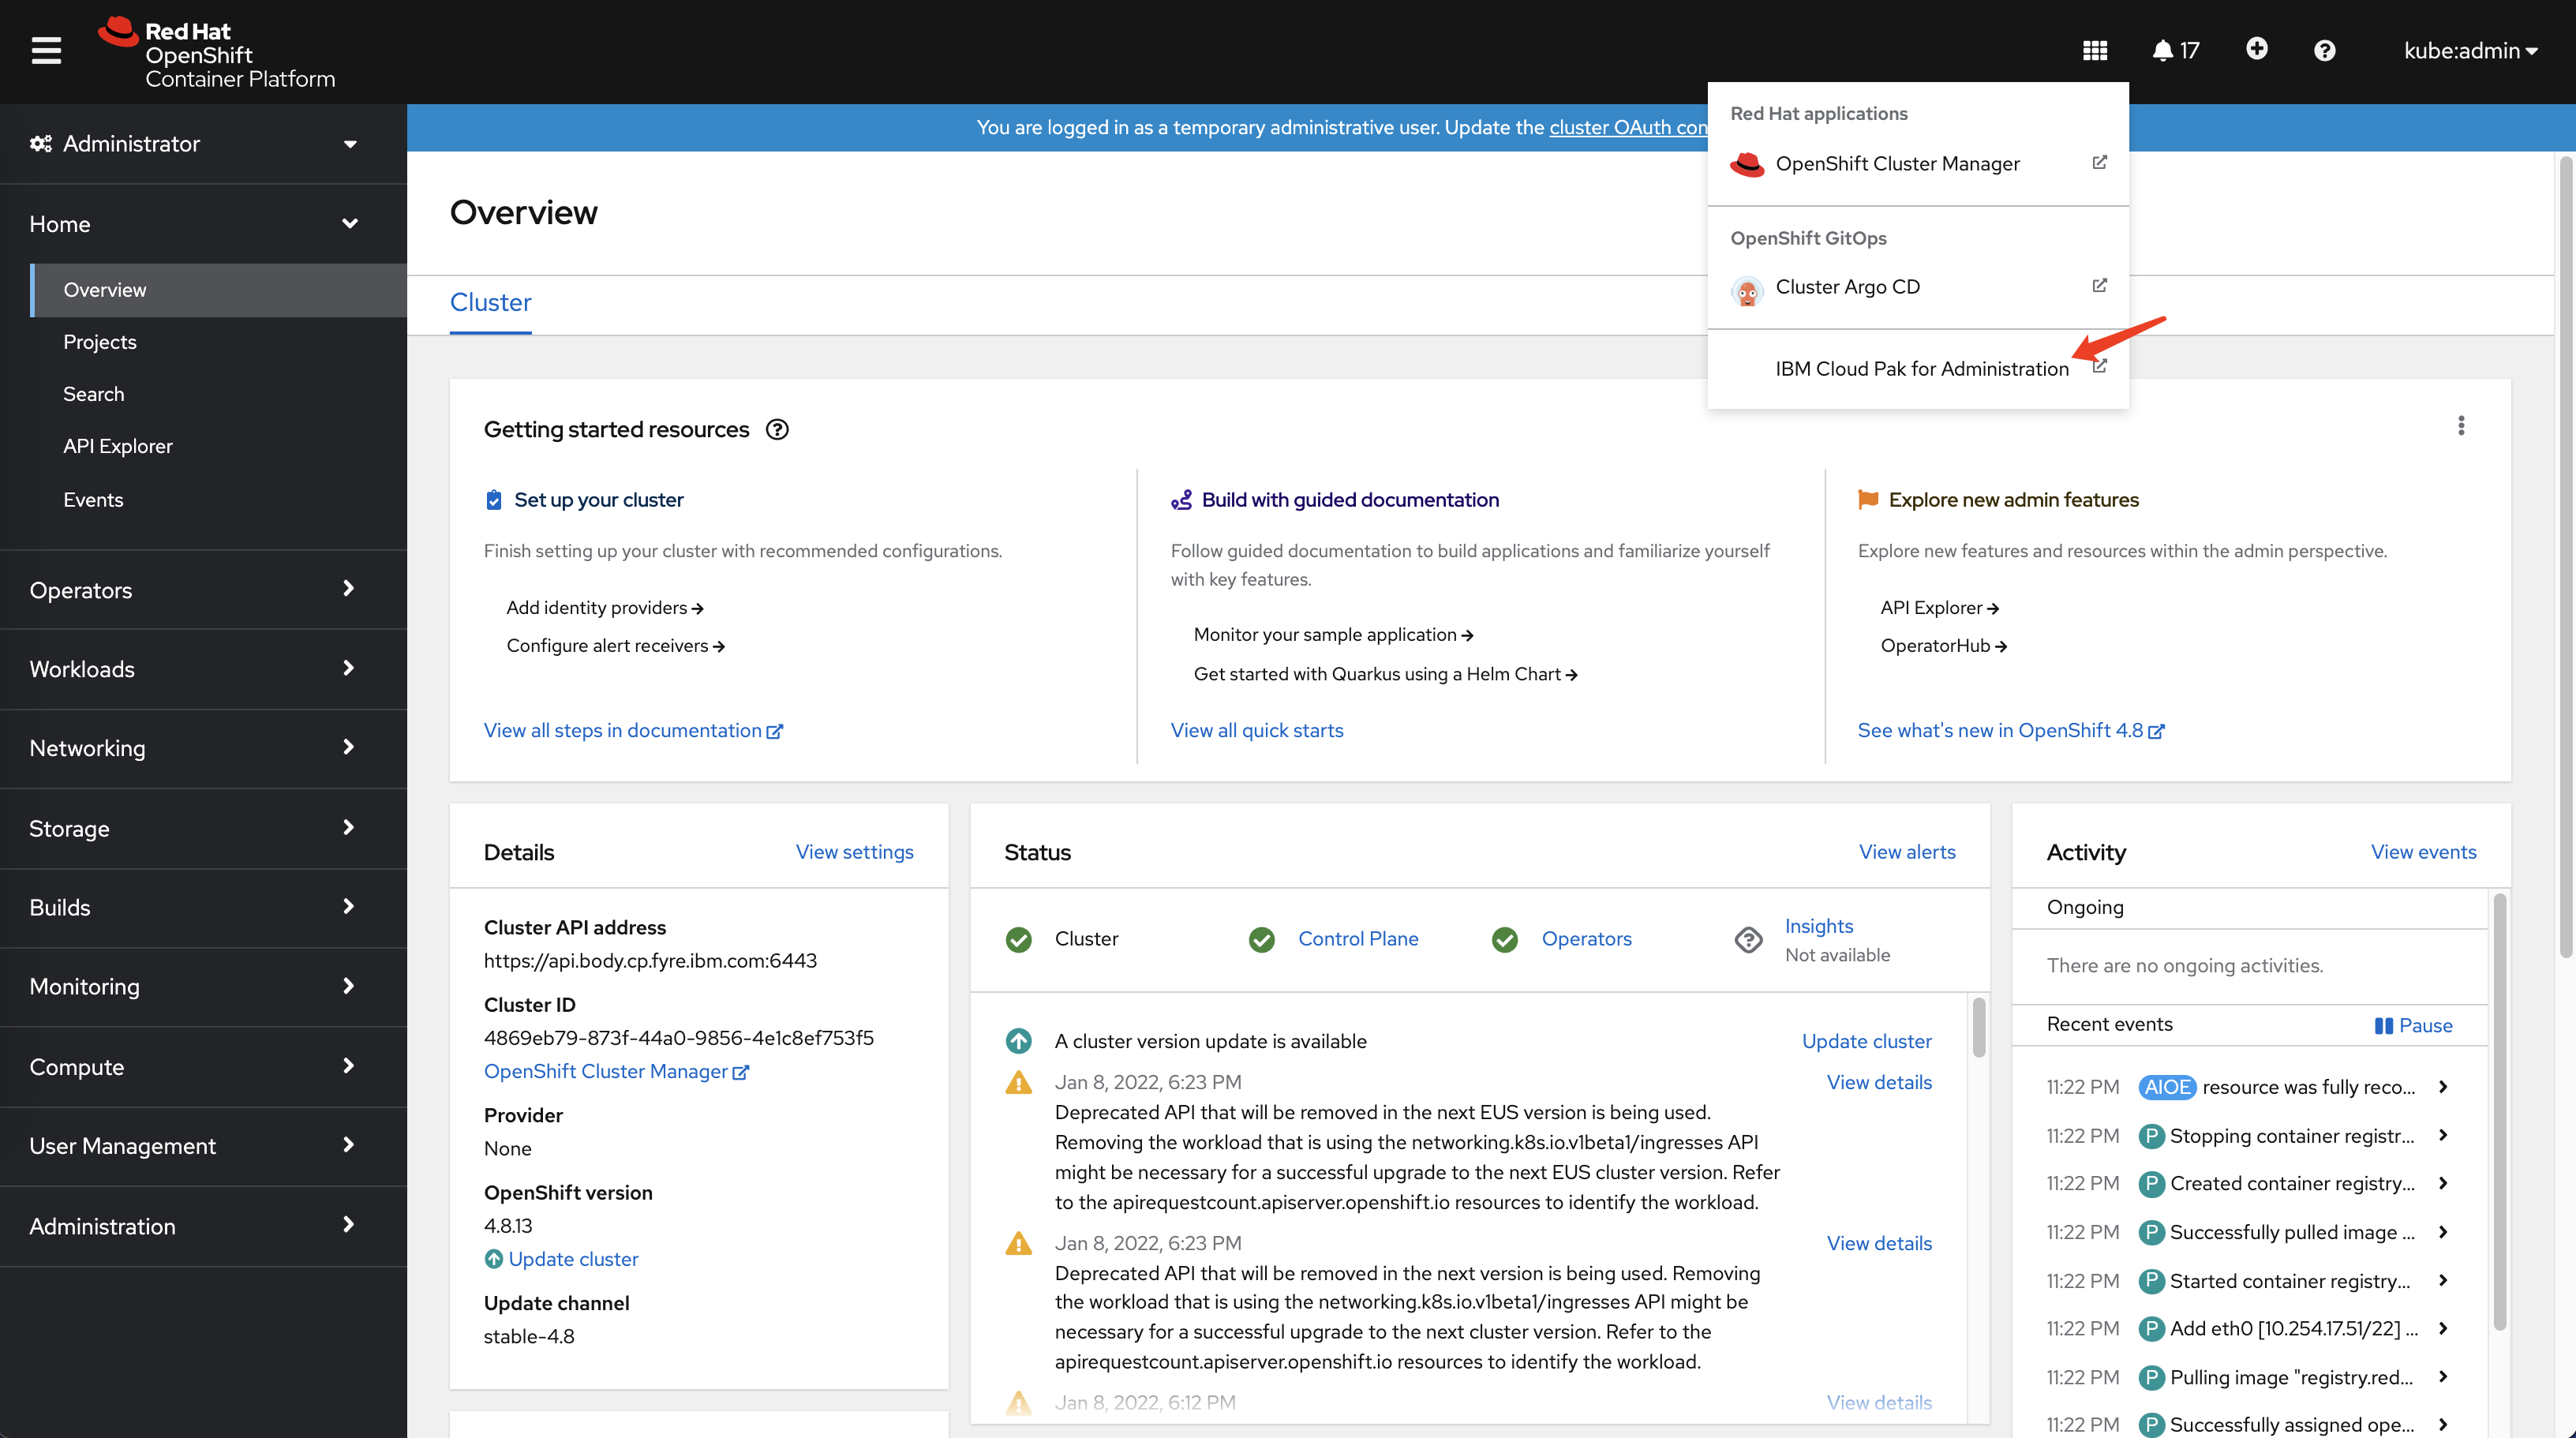 Red Hat
OpenShift
Container Platform
17
kube:admin
Administrator
Home
Overview
Projects
Search
API Explorer
Events
Operators
Workloads
Networking
Storage
Builds
Monitoring
Compute
User Management
Administration
You are logged in as a temporary administrative user. Update the cluster OAuth con
Red Hat applications
OpenShift Cluster Manager
OpenShift GitOps
Cluster Argo CD
IBM Cloud Pak for Administration
Overview
Cluster
Getting started resources
Set up your cluster
Finish setting up your cluster with recommended configurations.
Add identity providers
Configure alert receivers
View all steps in documentation
Build with guided documentation
Follow guided documentation to build applications and familiarize yourself
with key features.
Monitor your sample application
Get started with Quarkus using a Helm Chart
View all quick starts
Explore new admin features
Explore new features and resources within the admin perspective.
API Explorer
OperatorHub
See what's new in OpenShift 4.8
Details
View settings
Cluster API address
https://api.body.cp.fyre.ibm.com:6443
Cluster ID
4869eb79-873f-44a0-9856-4e1c8ef753f5
OpenShift Cluster Manager
Provider
None
OpenShift version
4.8.13
Update cluster
Update channel
stable-4.8
Status
View alerts
Cluster
Control Plane
Operators
Insights
Not available
A cluster version update is available
Update cluster
Jan 8, 2022, 6:23 PM
View details
Deprecated API that will be removed in the next EUS version is being used.
Removing the workload that is using the networking.k8s.io.v1beta1/ingresses API
might be necessary for a successful upgrade to the next EUS cluster version. Refer
to the apirequestcount.apiserver.openshift.io resources to identify the workload.
Jan 8, 2022, 6:23 PM
View details
Deprecated API that will be removed in the next version is being used. Removing
the workload that is using the networking.k8s.io.v1beta1/ingresses API might be
necessary for a successful upgrade to the next cluster version. Refer to the
apirequestcount.apiserver.openshift.io resources to identify the workload.
Jan 8, 2022, 6:12 PM
View details
Activity
View events
Ongoing
There are no ongoing activities.
Recent events
Pause
11:22 PM AIOE resource was fully reco...
11:22 PM P Stopping container registr...
11:22 PM P Created container registry...
11:22 PM P Successfully pulled image ...
11:22 PM P Started container registry...
11:22 PM P Add eth0 [10.254.17.51/22] ...
11:22 PM P Pulling image "registry.red...
11:22 PM P Successfully assigned ope...